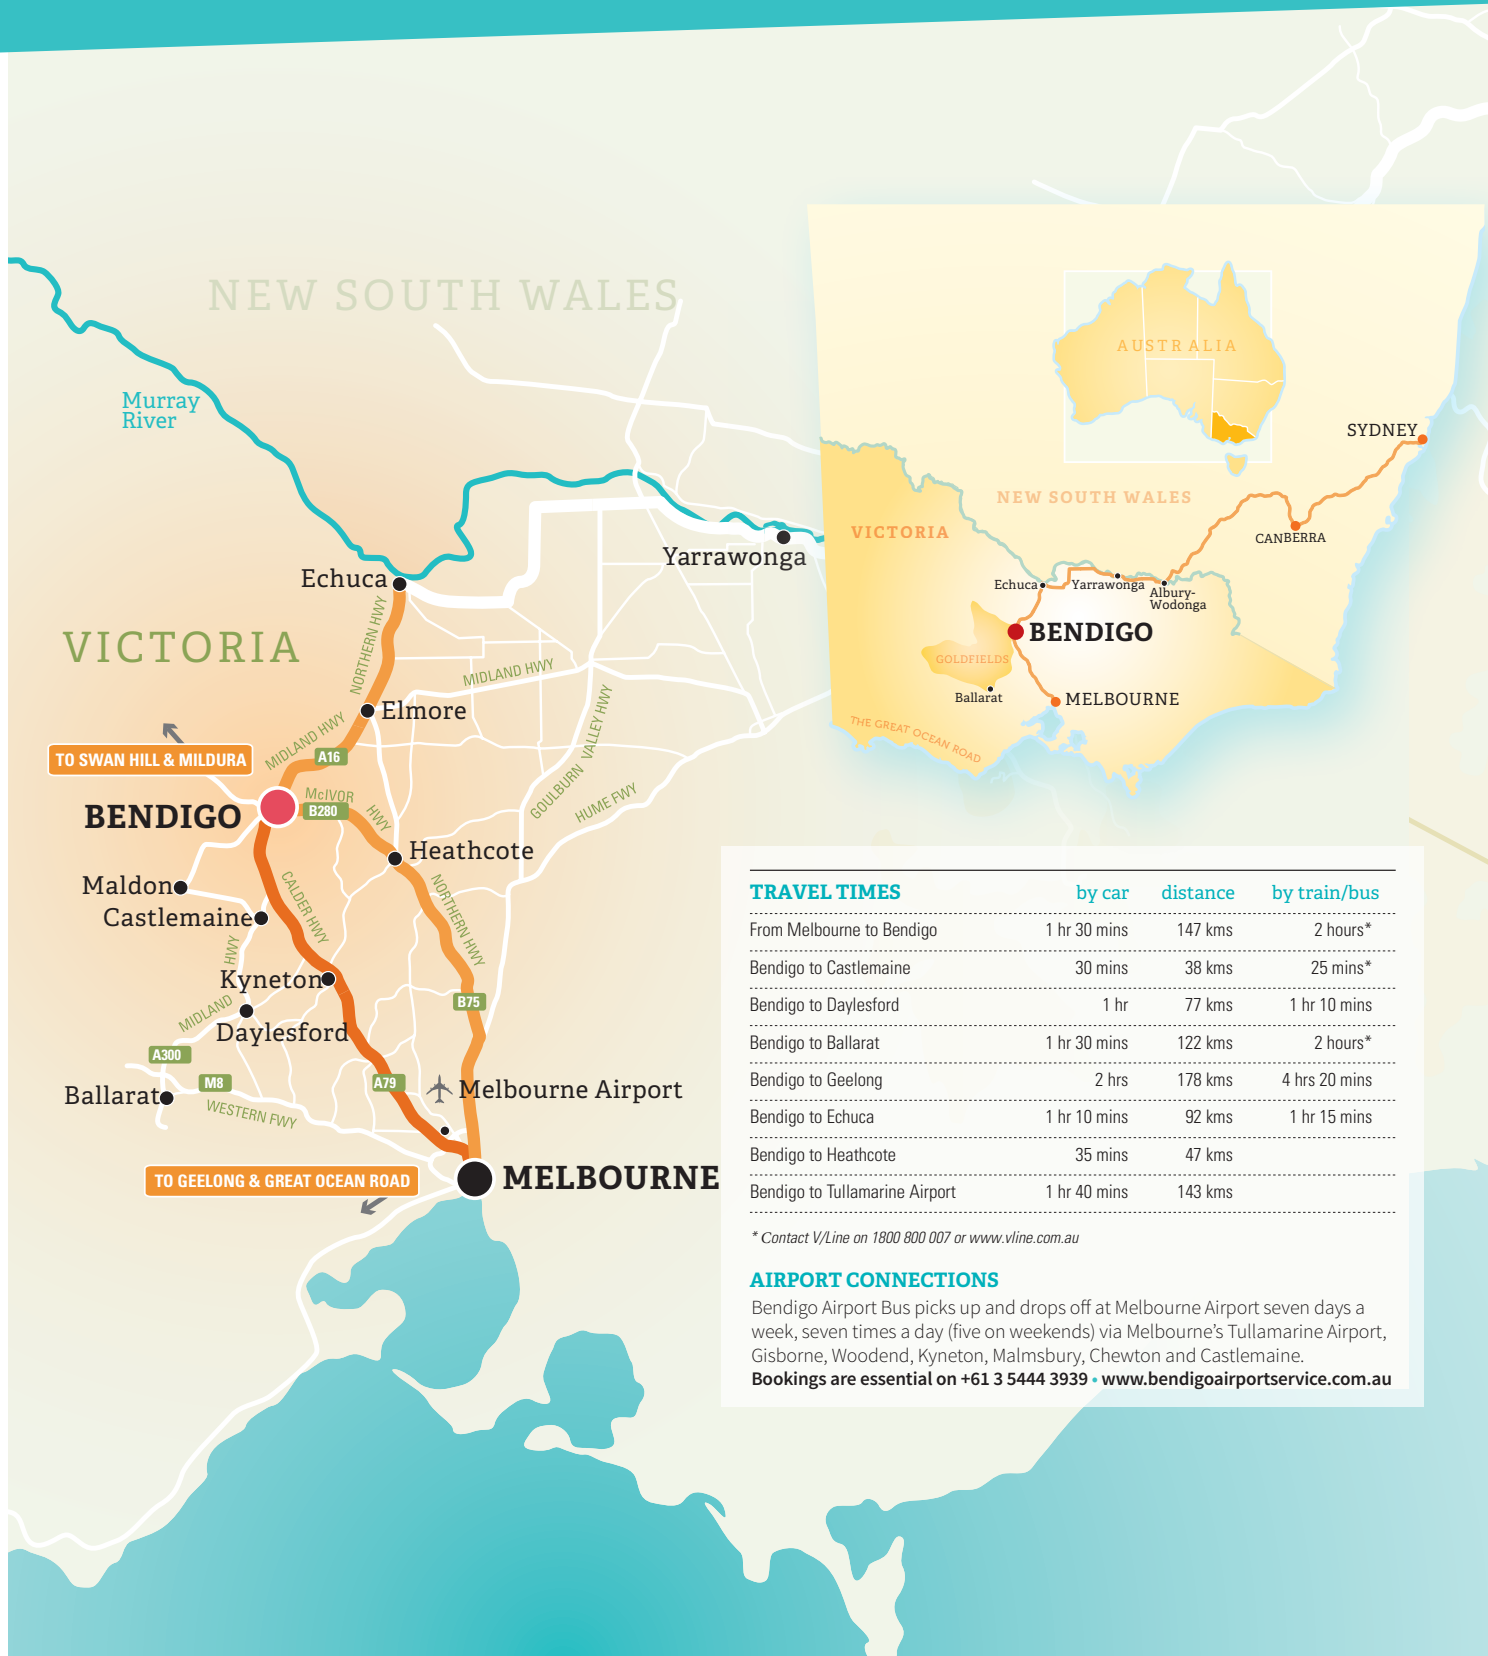 NEW SOUTH WALES
Murray
River
Echuca
Yarrawonga
VICTORIA
NORTHERN HWY
MIDLAND HWY
Elmore
MIDLAND HWY
A16
TO SWAN HILL & MILDURA
GOULBURN VALLEY HWY
HUME FWY
BENDIGO
McIVOR HWY
B280
Heathcote
Maldon
Castlemaine
CALDER HWY
NORTHERN HWY
MIDLAND HWY
Kyneton
B75
Daylesford
A300
M8
A79
Melbourne Airport
Ballarat
WESTERN FWY
TO GEELONG & GREAT OCEAN ROAD
MELBOURNE
AUSTRALIA
SYDNEY
NEW SOUTH WALES
VICTORIA
CANBERRA
Echuca
Yarrawonga
Albury-
Wodonga
BENDIGO
GOLDFIELDS
Ballarat
MELBOURNE
THE GREAT OCEAN ROAD
TRAVEL TIMES by car distance by train/bus
From Melbourne to Bendigo 1 hr 30 mins 147 kms 2 hours*
Bendigo to Castlemaine 30 mins 38 kms 25 mins*
Bendigo to Daylesford 1 hr 77 kms 1 hr 10 mins
Bendigo to Ballarat 1 hr 30 mins 122 kms 2 hours*
Bendigo to Geelong 2 hrs 178 kms 4 hrs 20 mins
Bendigo to Echuca 1 hr 10 mins 92 kms 1 hr 15 mins
Bendigo to Heathcote 35 mins 47 kms
Bendigo to Tullamarine Airport 1 hr 40 mins 143 kms
* Contact V/Line on 1800 800 007 or www.vline.com.au
AIRPORT CONNECTIONS
Bendigo Airport Bus picks up and drops off at Melbourne Airport seven days a
week, seven times a day (five on weekends) via Melbourne's Tullamarine Airport,
Gisborne, Woodend, Kyneton, Malmsbury, Chewton and Castlemaine.
Bookings are essential on +61 3 5444 3939 • www.bendigoairportservice.com.au